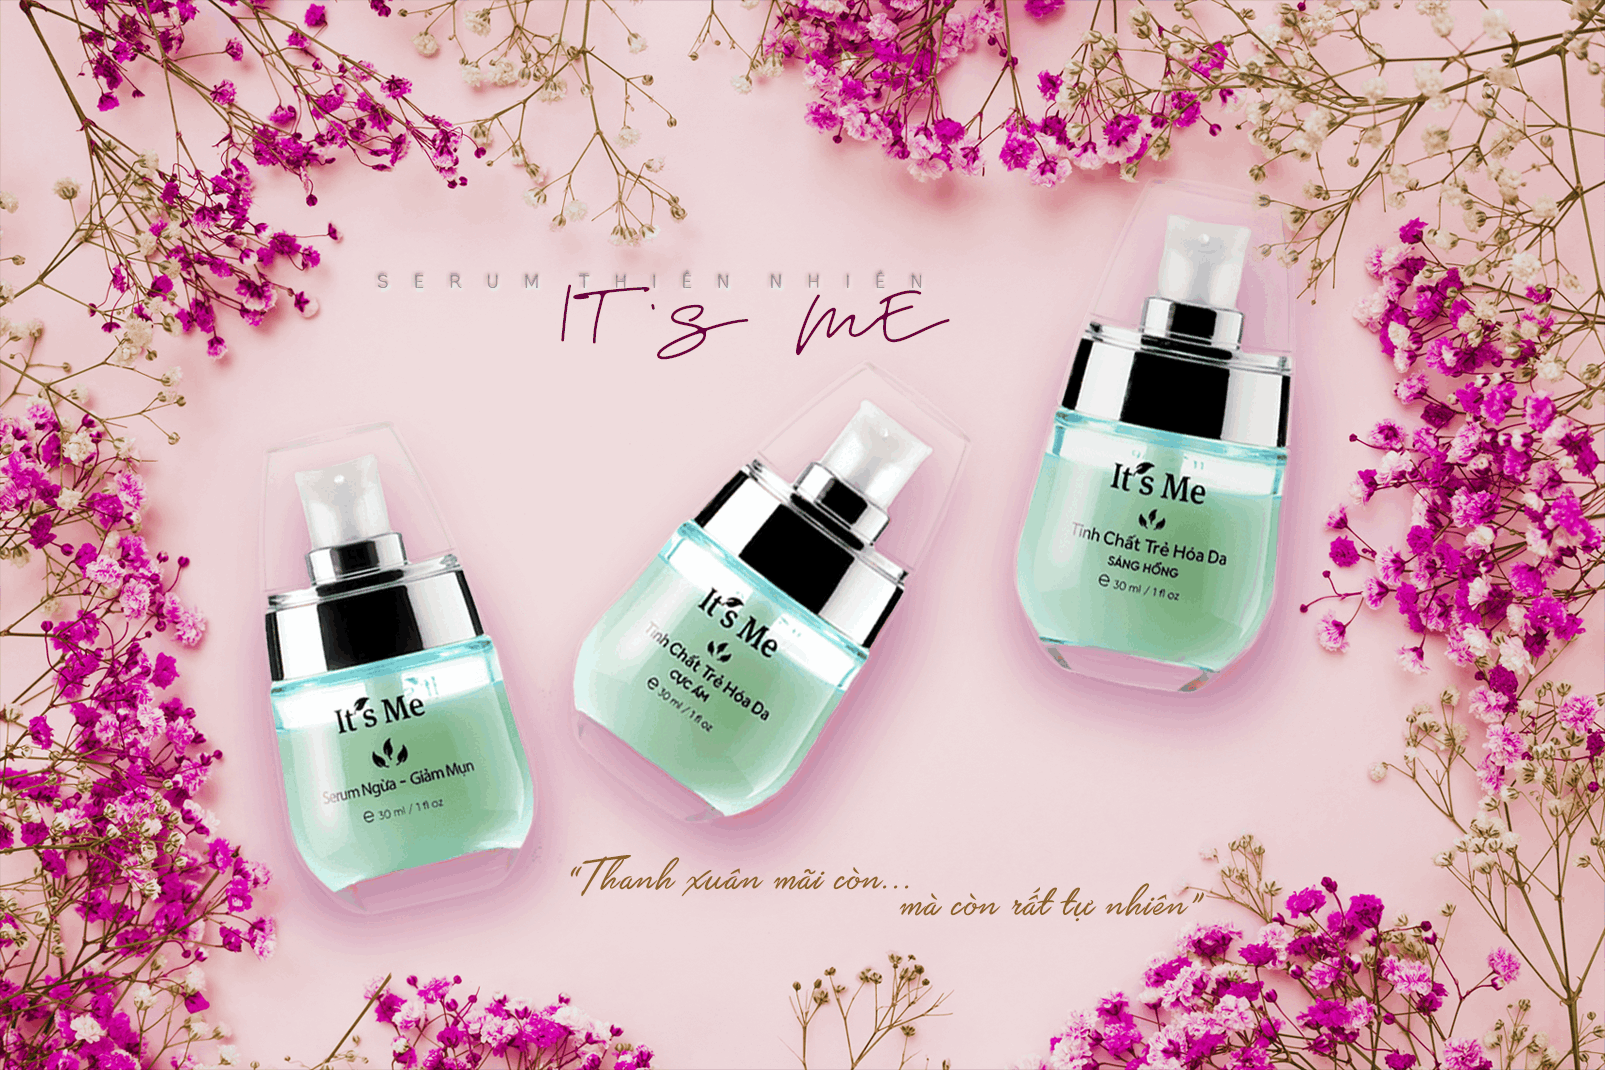 SERUM THIÊN NHIÊN
IT's mE
It's Me
Serum Ngừa - Giảm Mụn
e 30 ml / 1 fl oz
It's Me
Tinh Chất Trẻ Hóa Da
CỰC ẨM
e 30 ml / 1 fl oz
It's Me
Tinh Chất Trẻ Hóa Da
SÁNG HỒNG
e 30 ml / 1 fl oz
“Thanh xuân mãi còn...
mà còn rất tự nhiên”